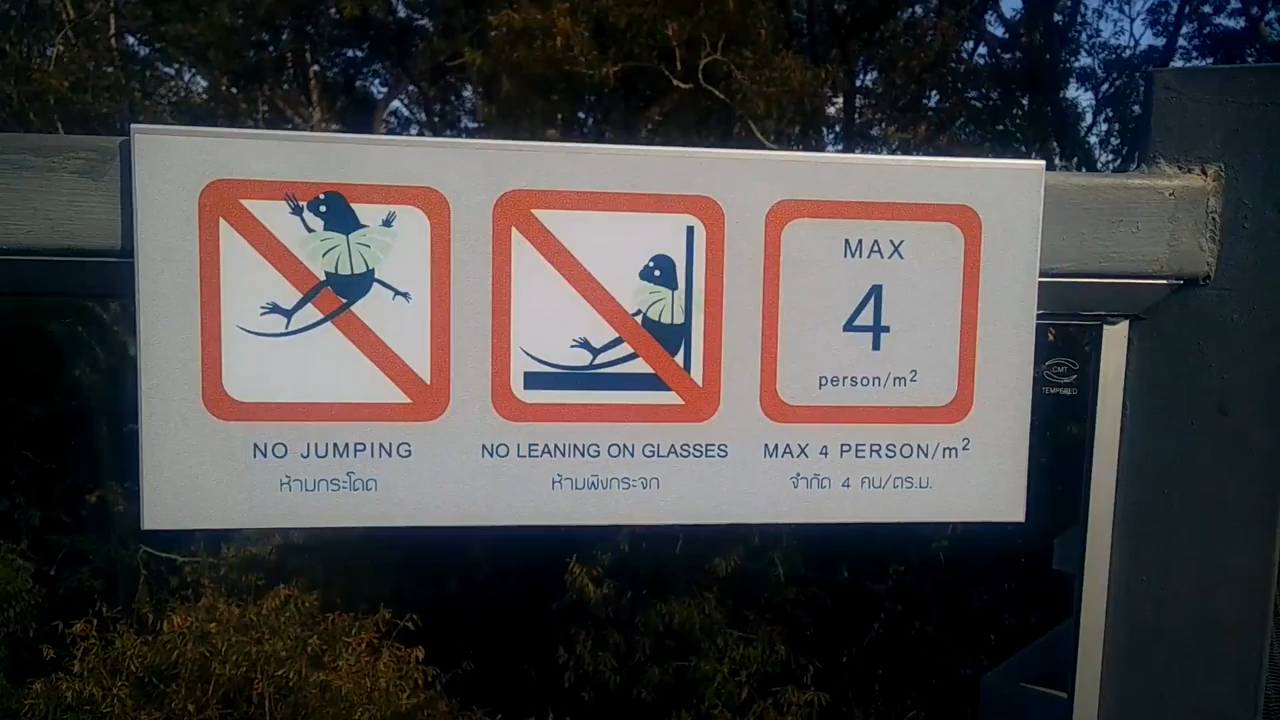 MAX
4
person/m²
NO JUMPING
ห้ามกระโดด
NO LEANING ON GLASSES
ห้ามพิงกระจก
MAX 4 PERSON/m²
จำกัด 4 คน/ตร.ม.
CMT
TEMPERED